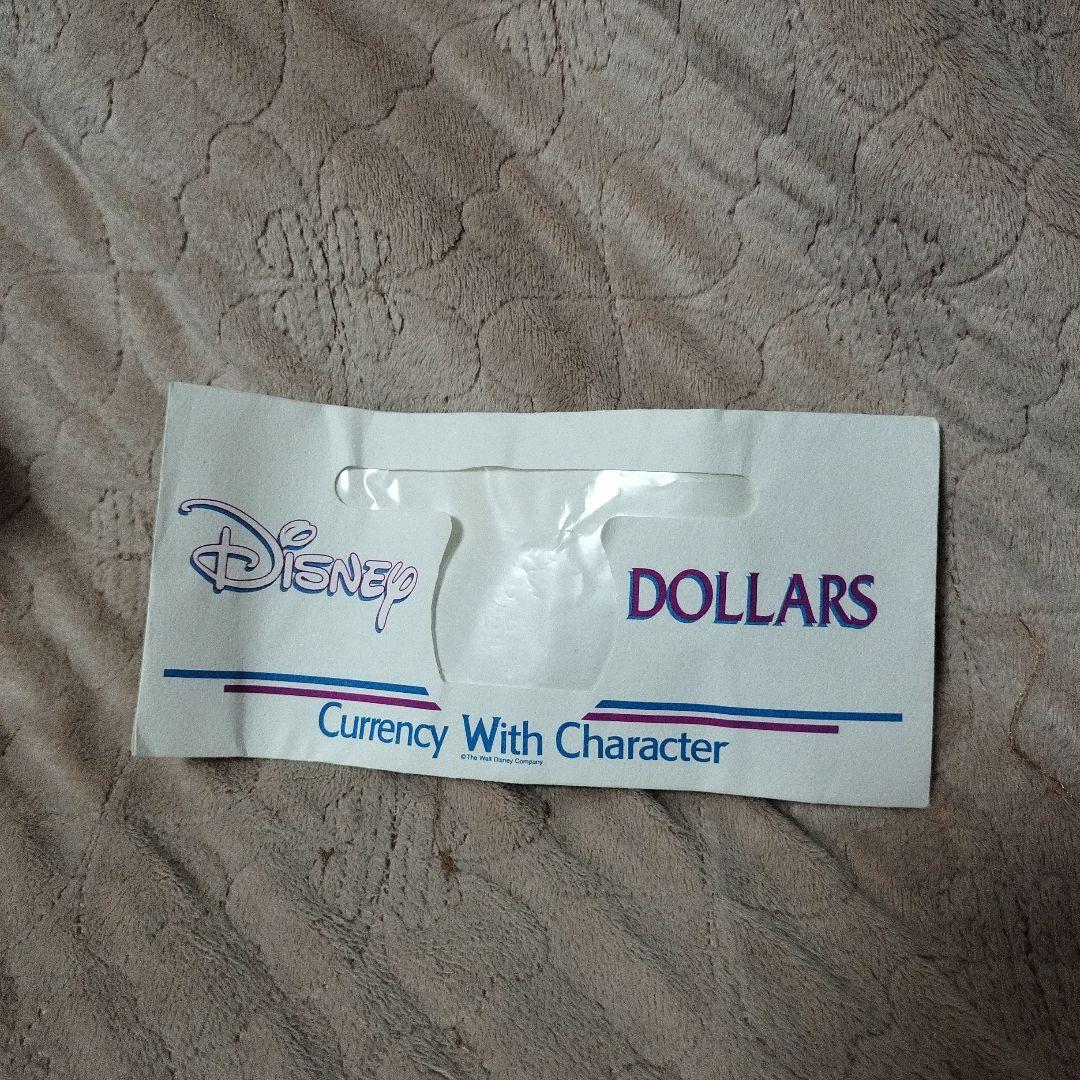 Disney DOLLARS
Currency With Character
© The Walt Disney Company